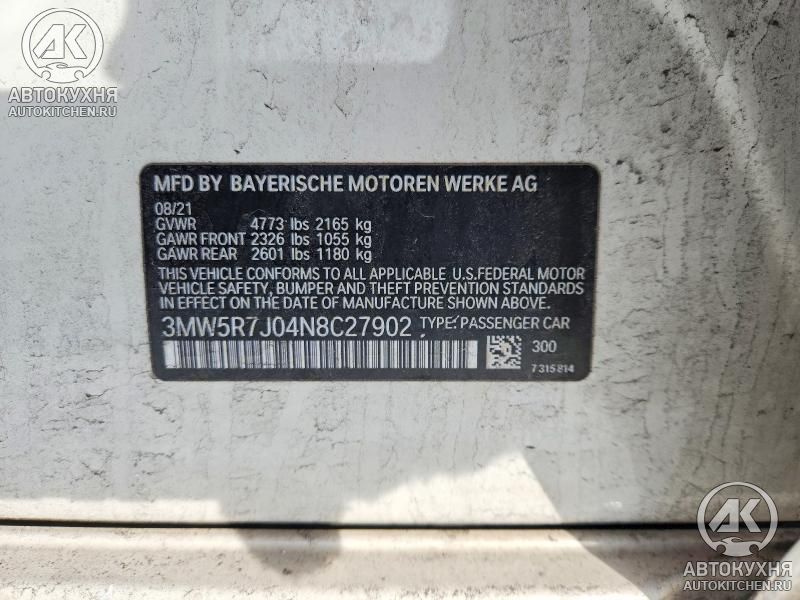 AK
АВТОКУХНЯ
AUTOKITCHEN.RU
MFD BY BAYERISCHE MOTOREN WERKE AG
08/21
GVWR 4773 lbs 2165 kg
GAWR FRONT 2326 lbs 1055 kg
GAWR REAR 2601 lbs 1180 kg
THIS VEHICLE CONFORMS TO ALL APPLICABLE U.S.FEDERAL MOTOR
VEHICLE SAFETY, BUMPER AND THEFT PREVENTION STANDARDS
IN EFFECT ON THE DATE OF MANUFACTURE SHOWN ABOVE.
3MW5R7J04N8C27902 TYPE: PASSENGER CAR
300
7315814
AK
АВТОКУХНЯ
AUTOKITCHEN.RU